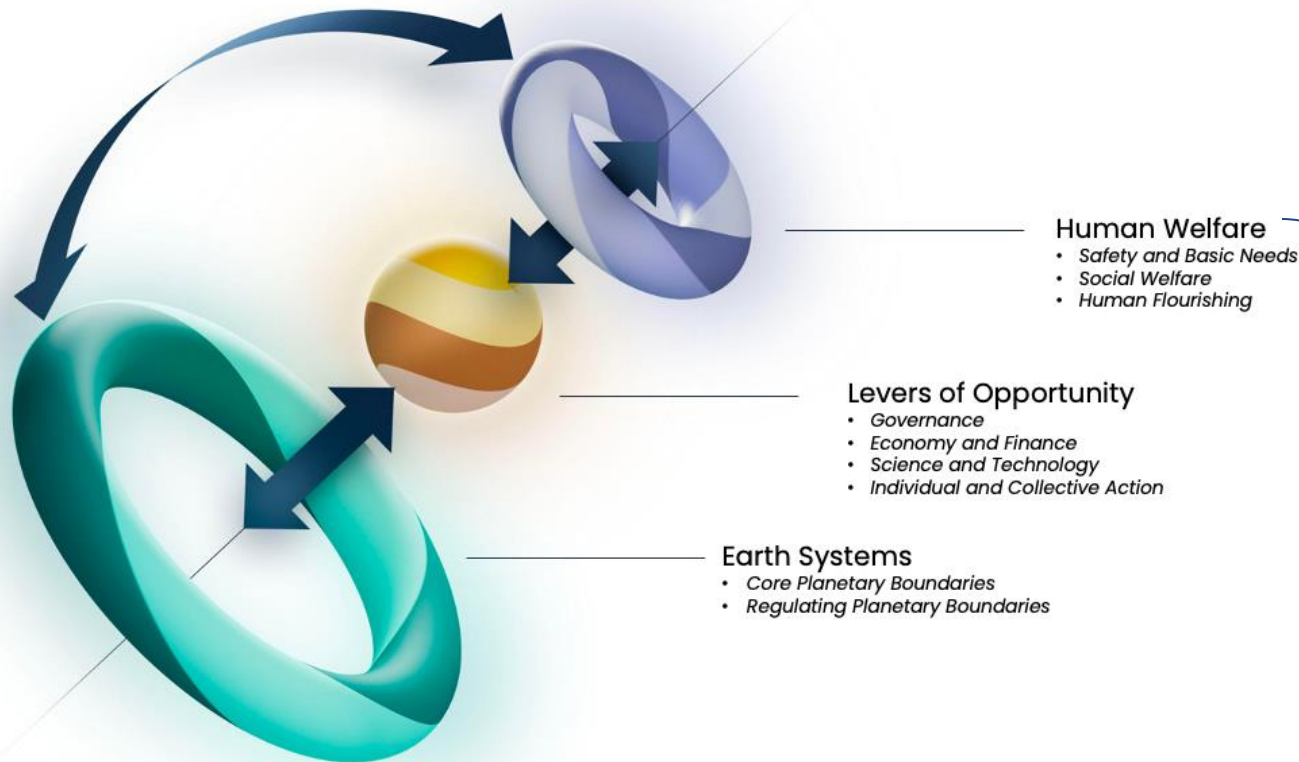 Human Welfare
• Safety and Basic Needs
• Social Welfare
• Human Flourishing
Levers of Opportunity
• Governance
• Economy and Finance
• Science and Technology
• Individual and Collective Action
Earth Systems
• Core Planetary Boundaries
• Regulating Planetary Boundaries